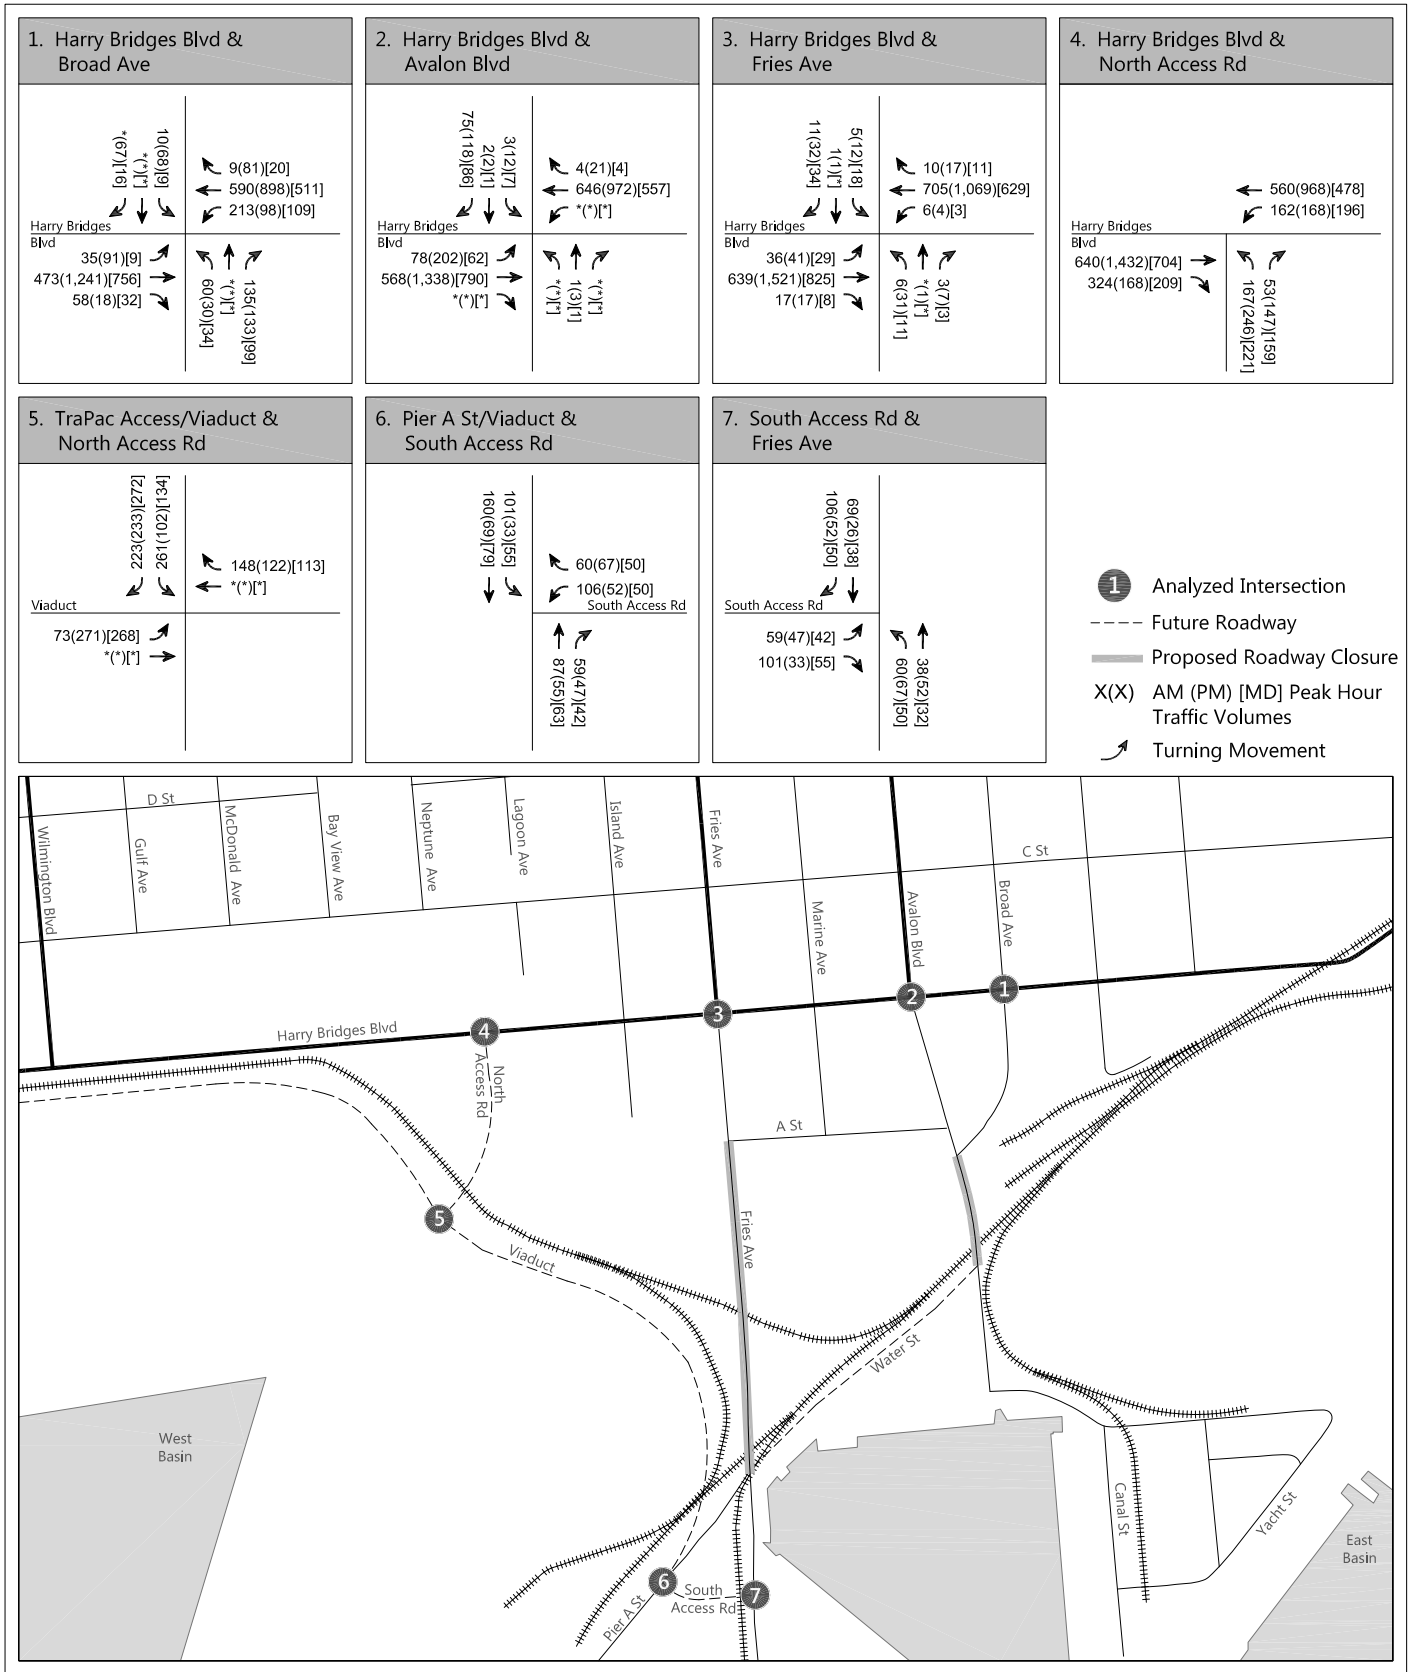 1. Harry Bridges Blvd &
Broad Ave
*(67)[16]
*(*)[*]
10(68)[9]
9(81)[20]
590(898)[511]
213(98)[109]
Harry Bridges
Blvd
35(91)[9]
473(1,241)[756]
58(18)[32]
60(30)[34]
*(*)[*]
135(133)[99]
2. Harry Bridges Blvd &
Avalon Blvd
75(118)[86]
2(2)[1]
3(12)[7]
4(21)[4]
646(972)[557]
*(*)[*]
Harry Bridges
Blvd
78(202)[62]
568(1,338)[790]
*(*)[*]
*(*)[*]
1(3)[1]
*(*)[*]
3. Harry Bridges Blvd &
Fries Ave
11(32)[34]
1(1)[*]
5(12)[18]
10(17)[11]
705(1,069)[629]
6(4)[3]
Harry Bridges
Blvd
36(41)[29]
639(1,521)[825]
17(17)[8]
6(31)[11]
*(1)[*]
3(7)[3]
4. Harry Bridges Blvd &
North Access Rd
560(968)[478]
162(168)[196]
Harry Bridges
Blvd
640(1,432)[704]
324(168)[209]
167(246)[221]
53(147)[159]
5. TraPac Access/Viaduct &
North Access Rd
223(233)[272]
261(102)[134]
148(122)[113]
*(*)[*]
Viaduct
73(271)[268]
*(*)[*]
6. Pier A St/Viaduct &
South Access Rd
160(69)[79]
101(33)[55]
60(67)[50]
106(52)[50]
South Access Rd
87(55)[63]
59(47)[42]
7. South Access Rd &
Fries Ave
106(52)[50]
69(26)[38]
South Access Rd
59(47)[42]
101(33)[55]
60(67)[50]
38(52)[32]
1 Analyzed Intersection
Future Roadway
Proposed Roadway Closure
X(X) AM (PM) [MD] Peak Hour
Traffic Volumes
Turning Movement
D St
Wilmington Blvd
Gulf Ave
McDonald Ave
Bay View Ave
Neptune Ave
Lagoon Ave
Island Ave
Fries Ave
Marine Ave
Avalon Blvd
Broad Ave
C St
1
2
3
4
Harry Bridges Blvd
North
Access Rd
A St
5
Viaduct
Fries Ave
Water St
West
Basin
Canal St
Yacht St
East
Basin
6
South
Access Rd
7
Pier A St